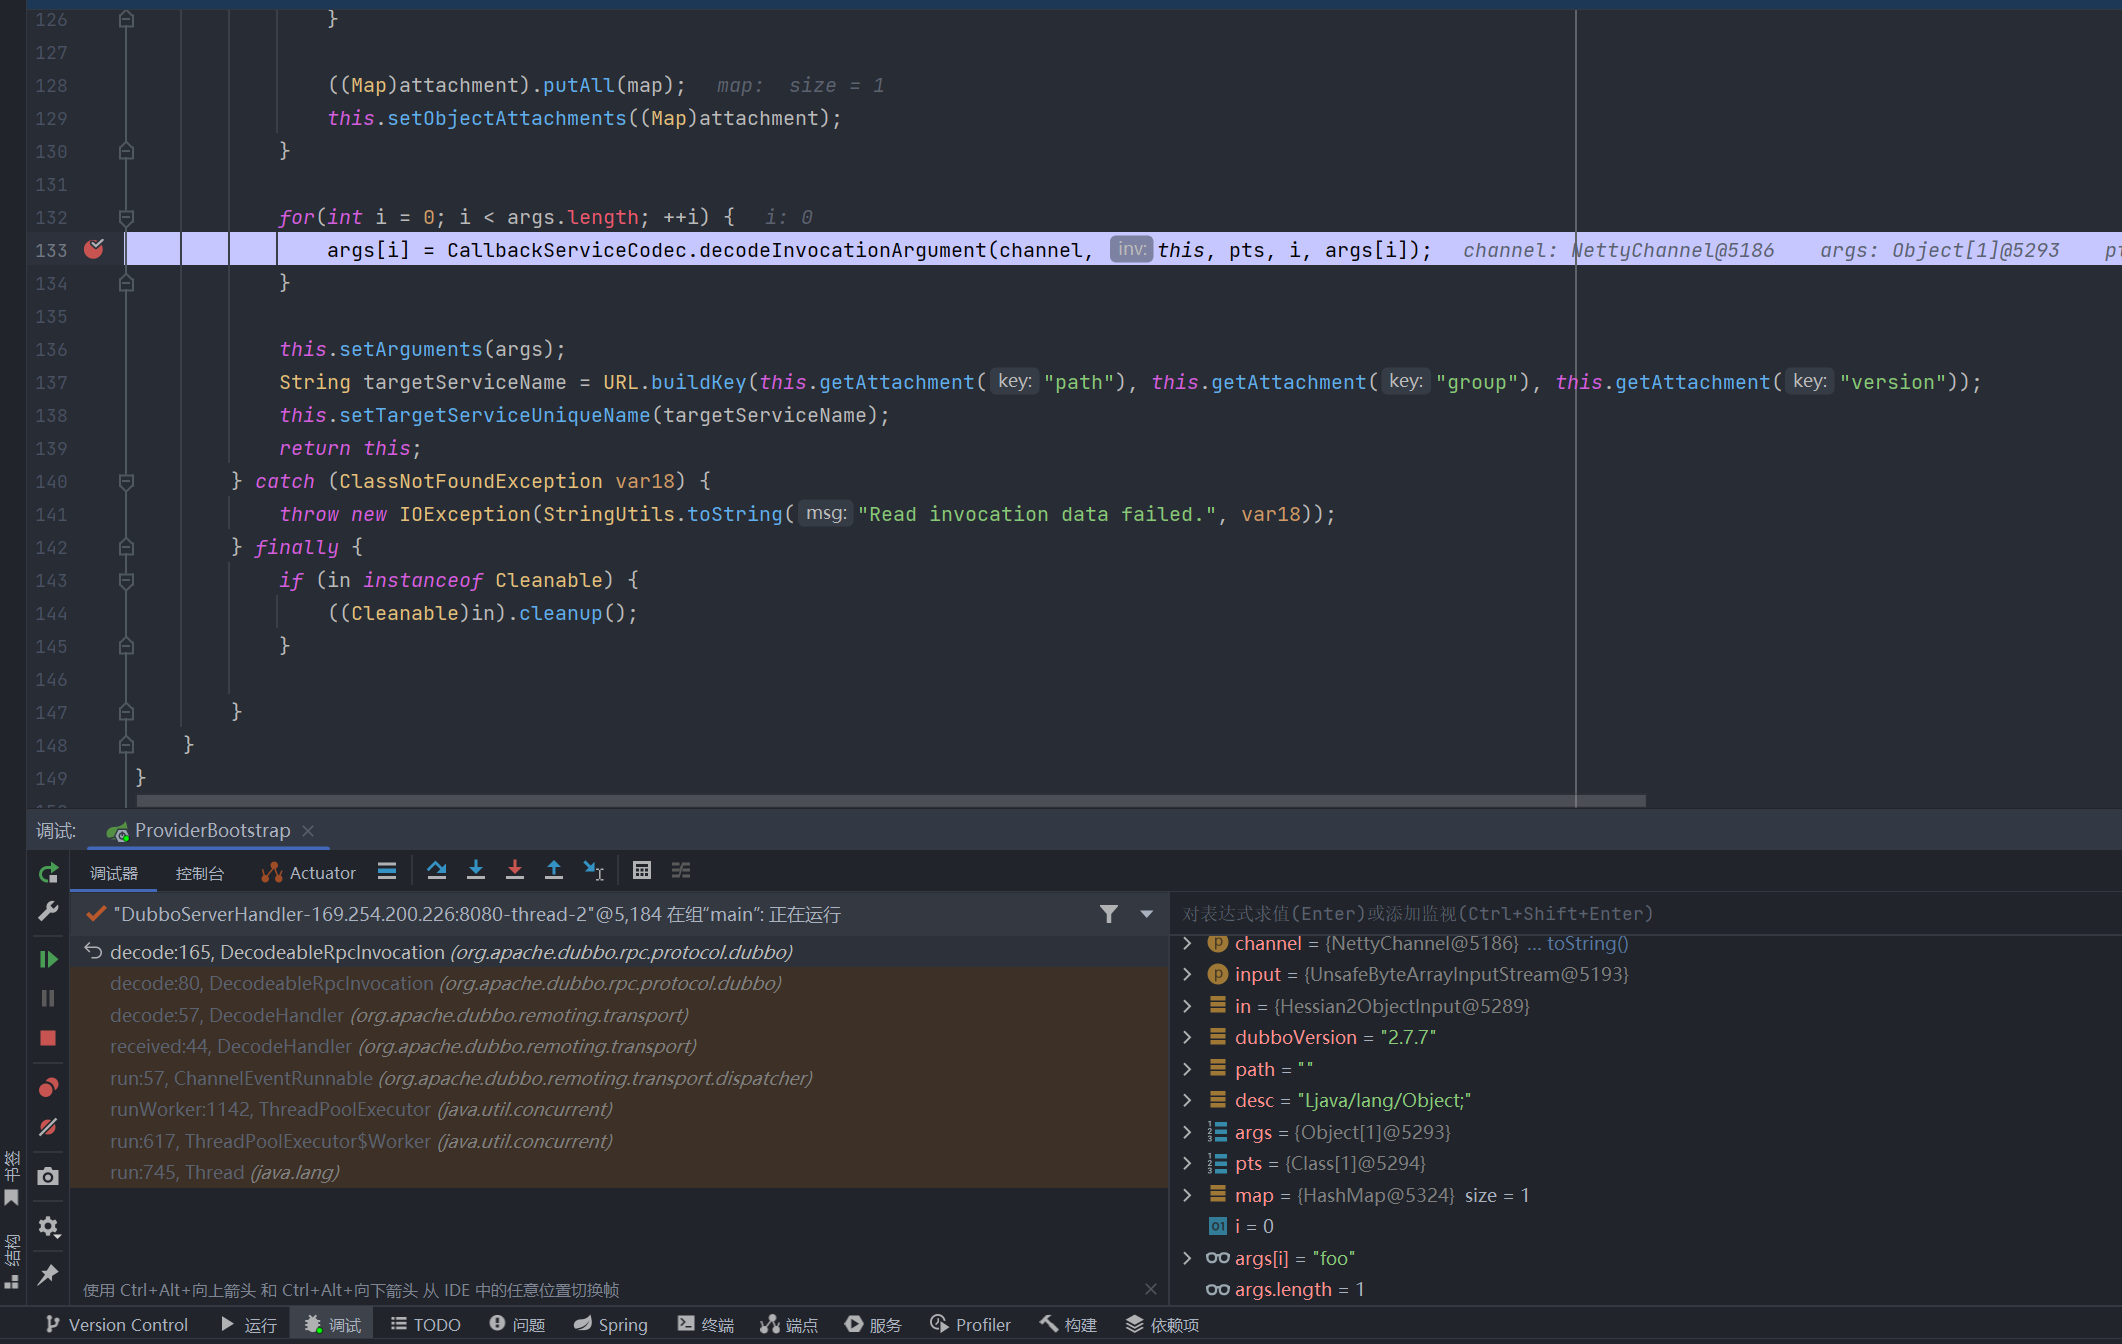 126 }
127
128 ((Map)attachment).putAll(map); map: size = 1
129 this.setObjectAttachments((Map)attachment);
130 }
131
132 for(int i = 0; i < args.length; ++i) { i: 0
133 args[i] = CallbackServiceCodec.decodeInvocationArgument(channel, inv: this, pts, i, args[i]); channel: NettyChannel@5186 args: Object[1]@5293
134 }
135
136 this.setArguments(args);
137 String targetServiceName = URL.buildKey(this.getAttachment( key: "path"), this.getAttachment( key: "group"), this.getAttachment( key: "version"));
138 this.setTargetServiceUniqueName(targetServiceName);
139 return this;
140 } catch (ClassNotFoundException var18) {
141 throw new IOException(StringUtils.toString( msg: "Read invocation data failed.", var18));
142 } finally {
143 if (in instanceof Cleanable) {
144 ((Cleanable)in).cleanup();
145 }
146
147 }
148 }
149 }
调试: ProviderBootstrap
调试器 控制台 Actuator
"DubboServerHandler-169.254.200.226:8080-thread-2"@5,184 在组“main”: 正在运行
decode:165, DecodeableRpcInvocation (org.apache.dubbo.rpc.protocol.dubbo)
decode:80, DecodeableRpcInvocation (org.apache.dubbo.rpc.protocol.dubbo)
decode:57, DecodeHandler (org.apache.dubbo.remoting.transport)
received:44, DecodeHandler (org.apache.dubbo.remoting.transport)
run:57, ChannelEventRunnable (org.apache.dubbo.remoting.transport.dispatcher)
runWorker:1142, ThreadPoolExecutor (java.util.concurrent)
run:617, ThreadPoolExecutor$Worker (java.util.concurrent)
run:745, Thread (java.lang)
使用 Ctrl+Alt+向上箭头 和 Ctrl+Alt+向下箭头 从 IDE 中的任意位置切换帧
对表达式求值(Enter)或添加监视(Ctrl+Shift+Enter)
channel = {NettyChannel@5186} ... toString()
input = {UnsafeByteArrayInputStream@5193}
in = {Hessian2ObjectInput@5289}
dubboVersion = "2.7.7"
path = ""
desc = "Ljava/lang/Object;"
args = {Object[1]@5293}
pts = {Class[1]@5294}
map = {HashMap@5324} size = 1
i = 0
args[i] = "foo"
args.length = 1
书签
结构
Version Control 运行 调试 TODO 问题 Spring 终端 端点 服务 Profiler 构建 依赖项